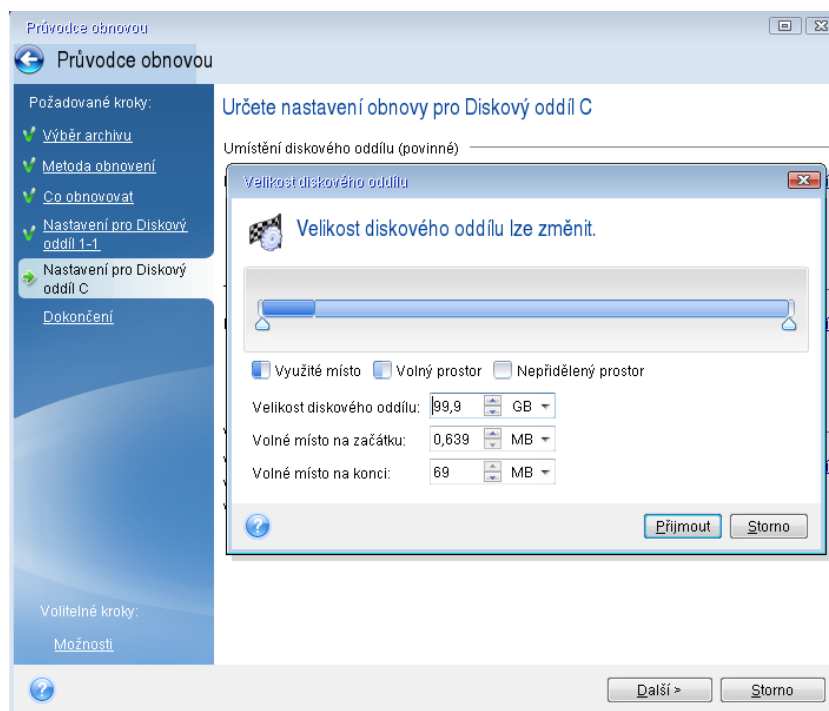 Průvodce obnovou
Průvodce obnovou
Požadované kroky:
Výběr archivu
Metoda obnovení
Co obnovovat
Nastavení pro Diskový
oddíl 1-1
Nastavení pro Diskový
oddíl C
Dokončení
Volitelné kroky:
Možnosti
Určete nastavení obnovy pro Diskový oddíl C
Umístění diskového oddílu (povinné)
Velikost diskového oddílu
Velikost diskového oddílu lze změnit.
Využité místo Volný prostor Nepřidělený prostor
Velikost diskového oddílu: 99,9 GB
Volné místo na začátku: 0,639 MB
Volné místo na konci: 69 MB
Přijmout Storno
Další > Storno